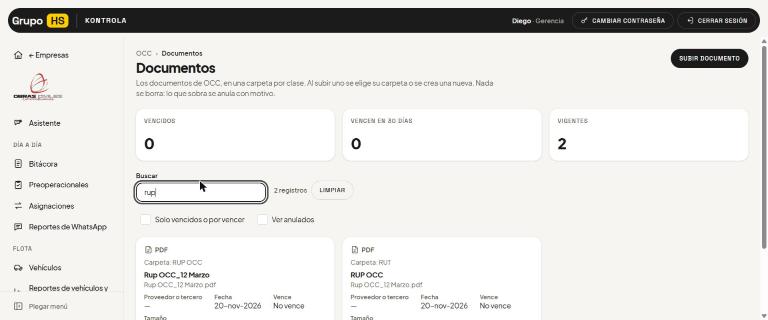 Grupo HS KONTROLA
Diego · Gerencia
CAMBIAR CONTRASEÑA
CERRAR SESIÓN
← Empresas
OBRAS CIVILES
Asistente
DÍA A DÍA
Bitácora
Preoperacionales
Asignaciones
Reportes de WhatsApp
FLOTA
Vehículos
Reportes de vehículos y
Plegar menú
OCC › Documentos
Documentos
Los documentos de OCC, en una carpeta por clase. Al subir uno se elige su carpeta o se crea una nueva. Nada
se borra: lo que sobra se anula con motivo.
SUBIR DOCUMENTO
VENCIDOS
0
VENCEN EN 30 DÍAS
0
VIGENTES
2
Buscar
rup
2 registros
LIMPIAR
Solo vencidos o por vencer
Ver anulados
PDF
Carpeta: RUP OCC
Rup OCC_12 Marzo
Rup OCC_12 Marzo.pdf
Proveedor o tercero Fecha Vence
— 20-nov-2026 No vence
Tamaño
PDF
Carpeta: RUT
RUP OCC
Rup OCC_12 Marzo.pdf
Proveedor o tercero Fecha Vence
— 20-nov-2026 No vence
Tamaño